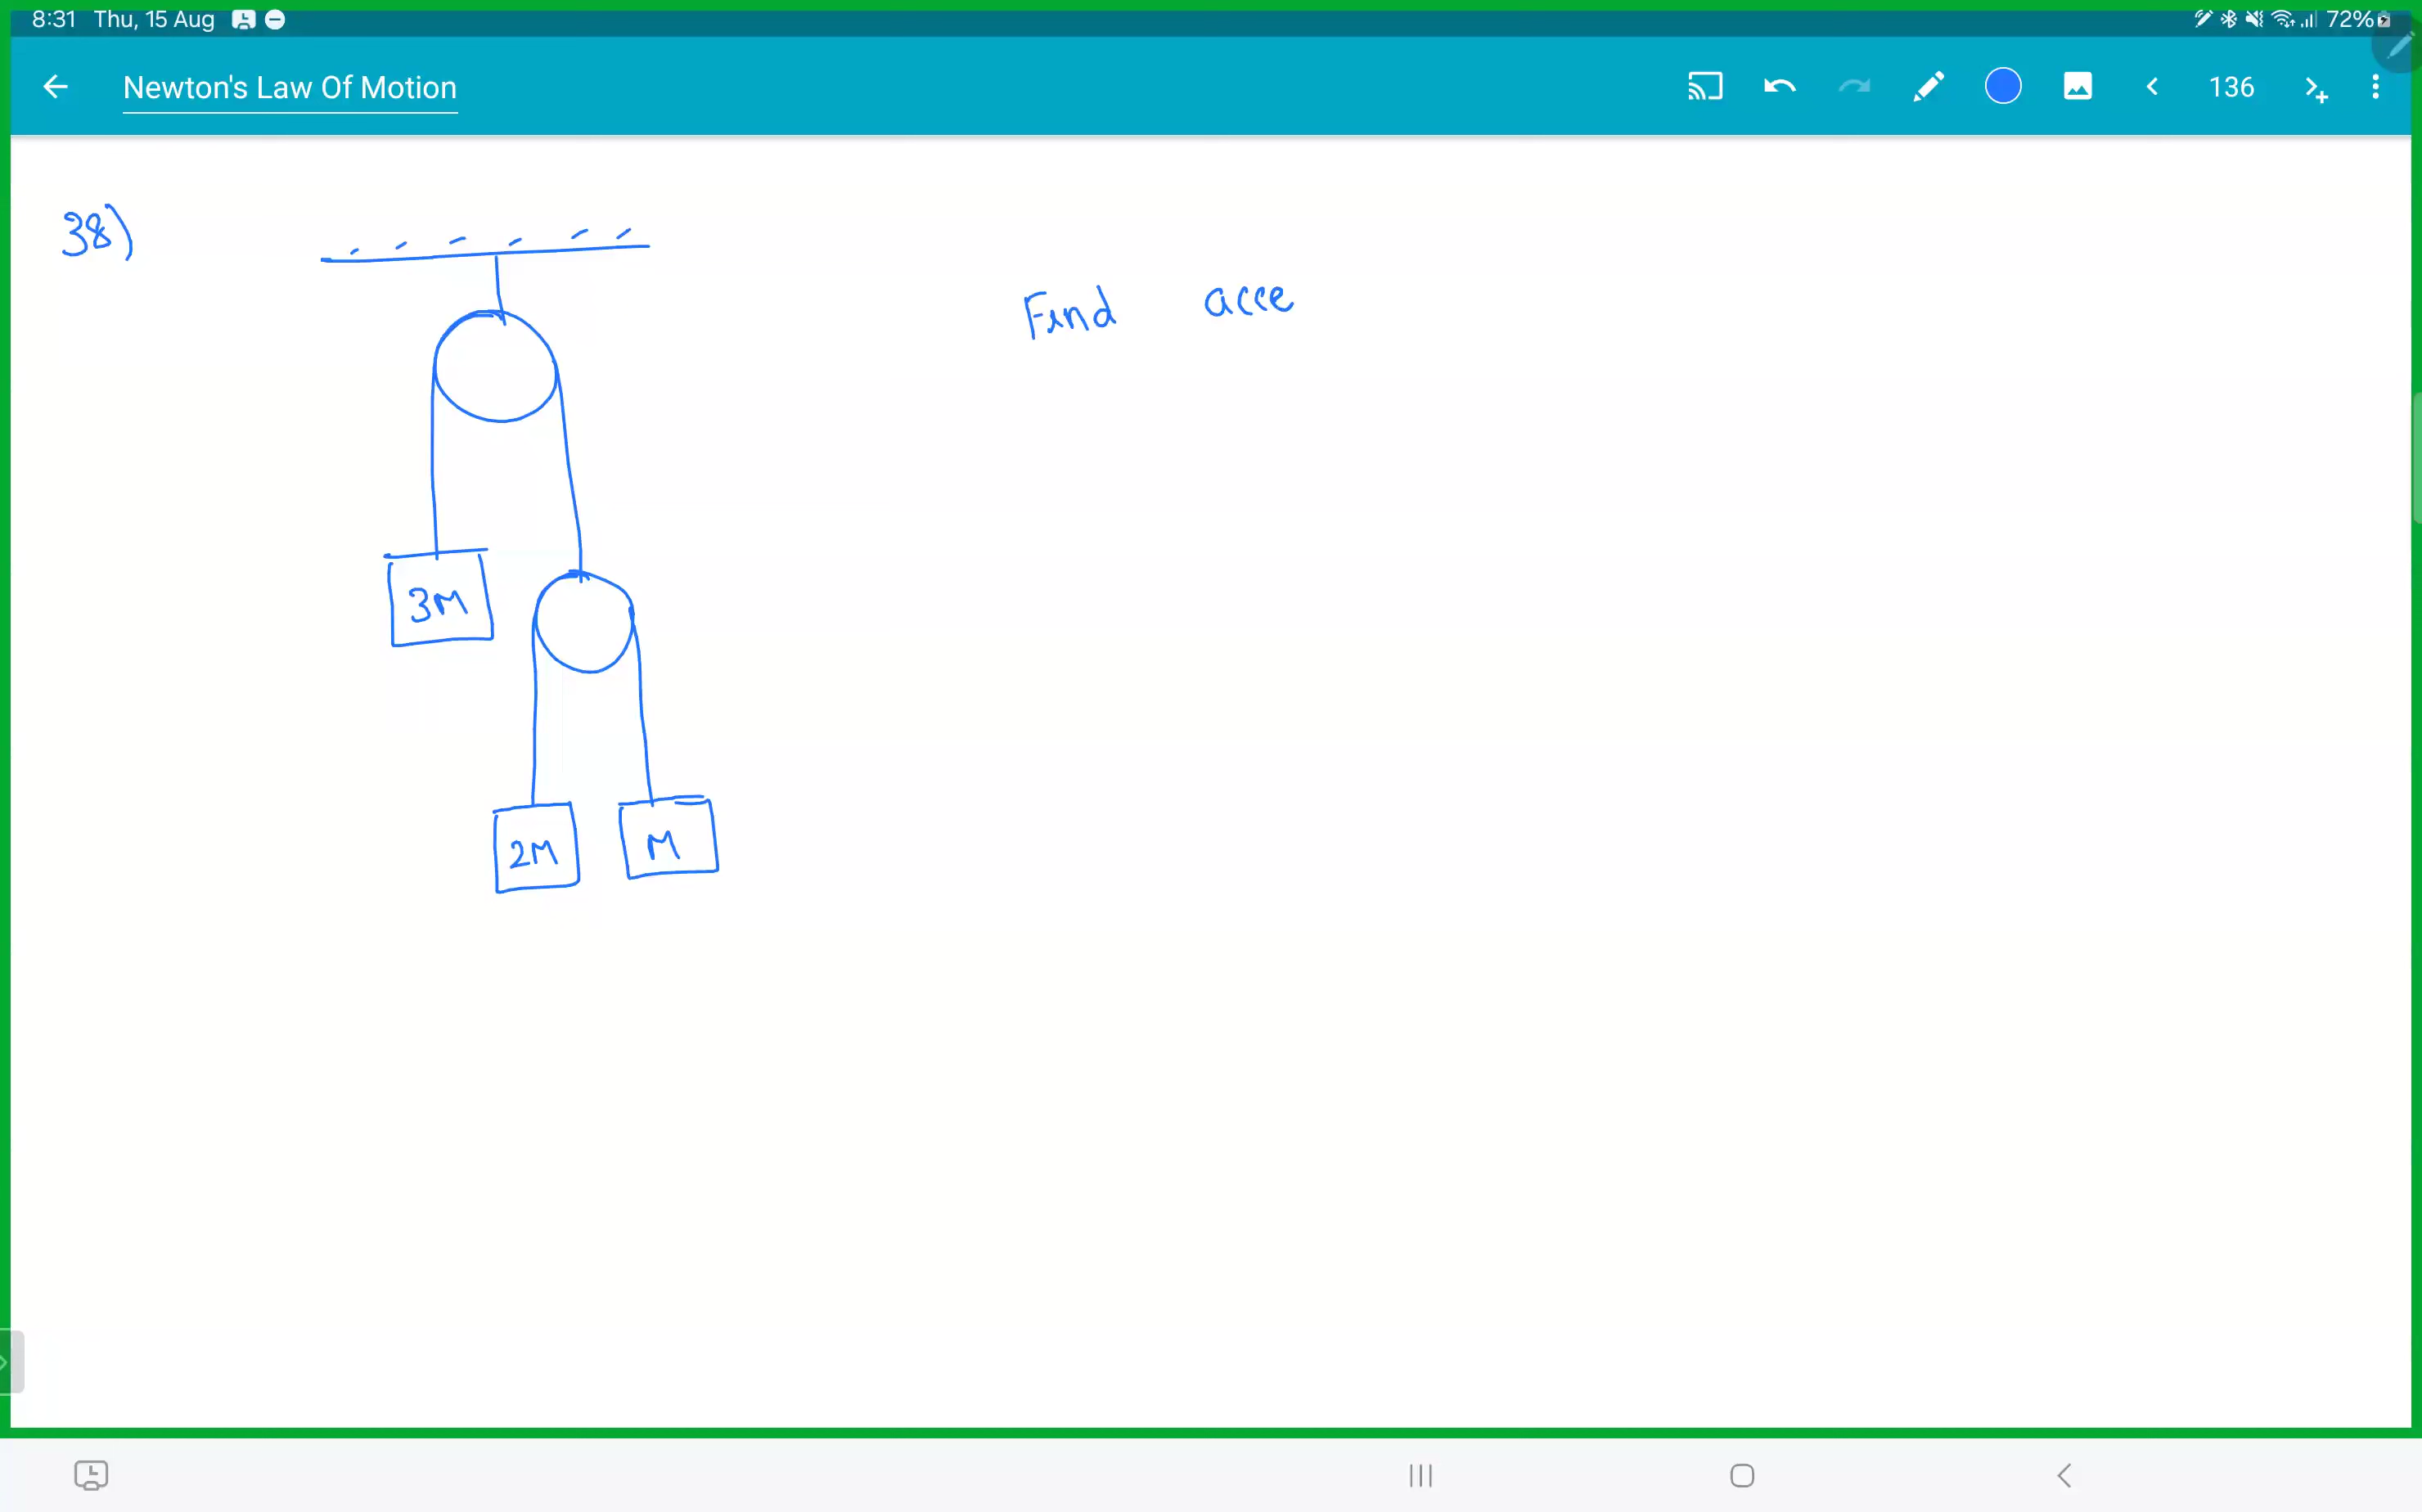 8:31 Thu, 15 Aug 72%
Newton's Law Of Motion 136
38)
Find acce
3M
2M M